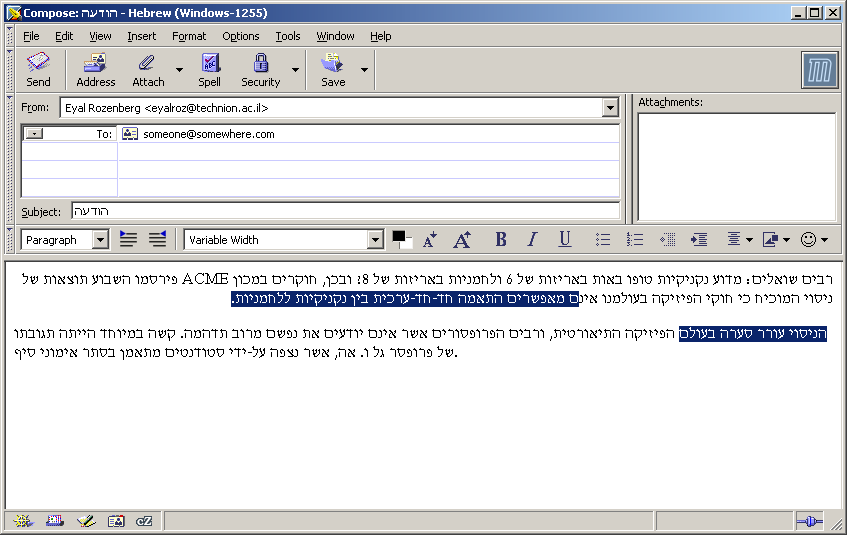 Compose: הודעה - Hebrew (Windows-1255)
File Edit View Insert Format Options Tools Window Help
Send Address Attach Spell Security Save
From: Eyal Rozenberg <eyalroz@technion.ac.il>
Attachments:
To: someone@somewhere.com
Subject: הודעה
Paragraph Variable Width A A B I U
רבים שואלים: מדוע נקניקיות טופו באות באריזות של 6 ולחמניות באריזות של 8? ובכן, חוקרים במכון ACME פירסמו השבוע תוצאות של
ניסוי המוכיח כי חוקי הפיזיקה בעולמנו אינם מאפשרים התאמה חד-חד-ערכית בין נקניקיות ללחמניות.
הניסוי עורר סערה בעולם הפיזיקה התיאורטית, ורבים הפרופסורים אשר אינם יודעים את נפשם מרוב תדהמה. קשה במיוחד הייתה תגובתו
של פרופסר גל ו. אה, אשר נצפה על-ידי סטודנטים מתאמן בסתר אימוני סיף.
cZ